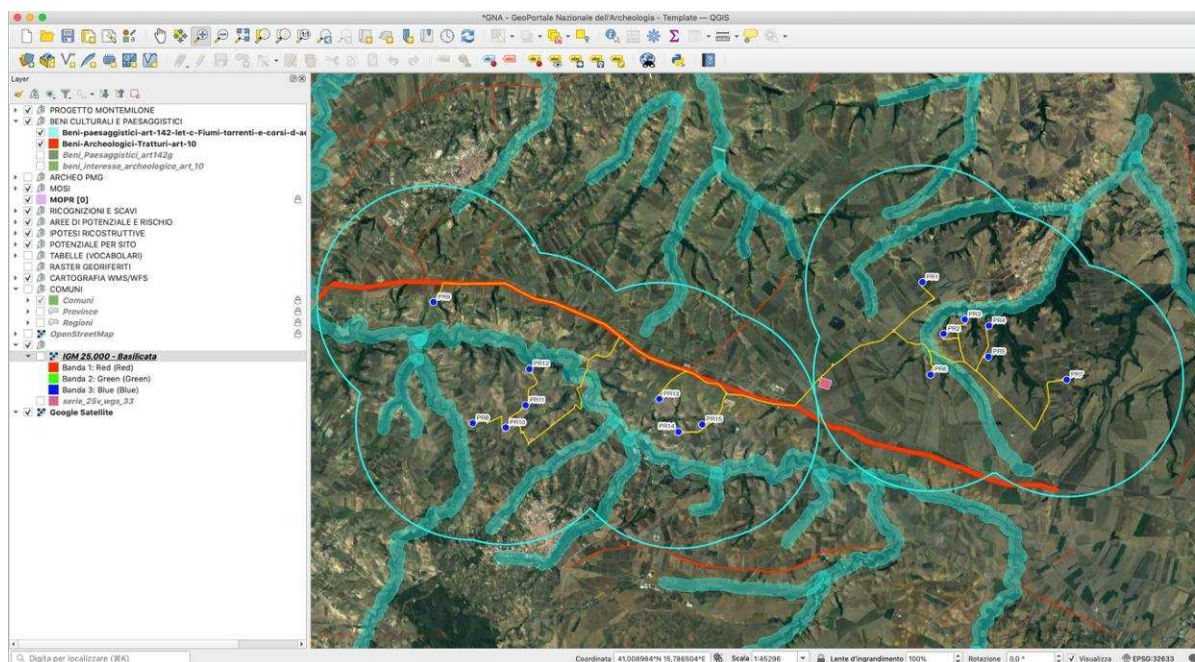 *GNA - GeoPortale Nazionale dell'Archeologia - Template — QGIS
Layer
PROGETTO MONTEMILONE
BENI CULTURALI E PAESAGGISTICI
Beni-paesaggistici-art-142-let-c-Fiumi-torrenti-e-corsi-d-ac
Beni-Archeologici-Tratturi-art-10
Beni_Paesaggistici_art142g
beni_interesse_archeologico_art_10
ARCHEO PMG
MOSI
MOPR [0]
RICOGNIZIONI E SCAVI
AREE DI POTENZIALE E RISCHIO
IPOTESI RICOSTRUTTIVE
POTENZIALE PER SITO
TABELLE (VOCABOLARI)
RASTER GEORIFERITI
CARTOGRAFIA WMS/WFS
COMUNI
Comuni
Province
Regioni
OpenStreetMap
IGM 25.000 - Basilicata
Banda 1: Red (Red)
Banda 2: Green (Green)
Banda 3: Blue (Blue)
serie_25v_wgs_33
Google Satellite
PR1
PR9
PR3
PR4
PR2
PR5
PR12
PR6
PR7
PR13
PR11
PR8
PR10
PR14
PR15
Digita per localizzare (⌘K)
Coordinata 41,008984°N 15,786504°E Scala 1:45296 Lente d'ingrandimento 100% Rotazione 0,0 ° Visualizza EPSG:32633